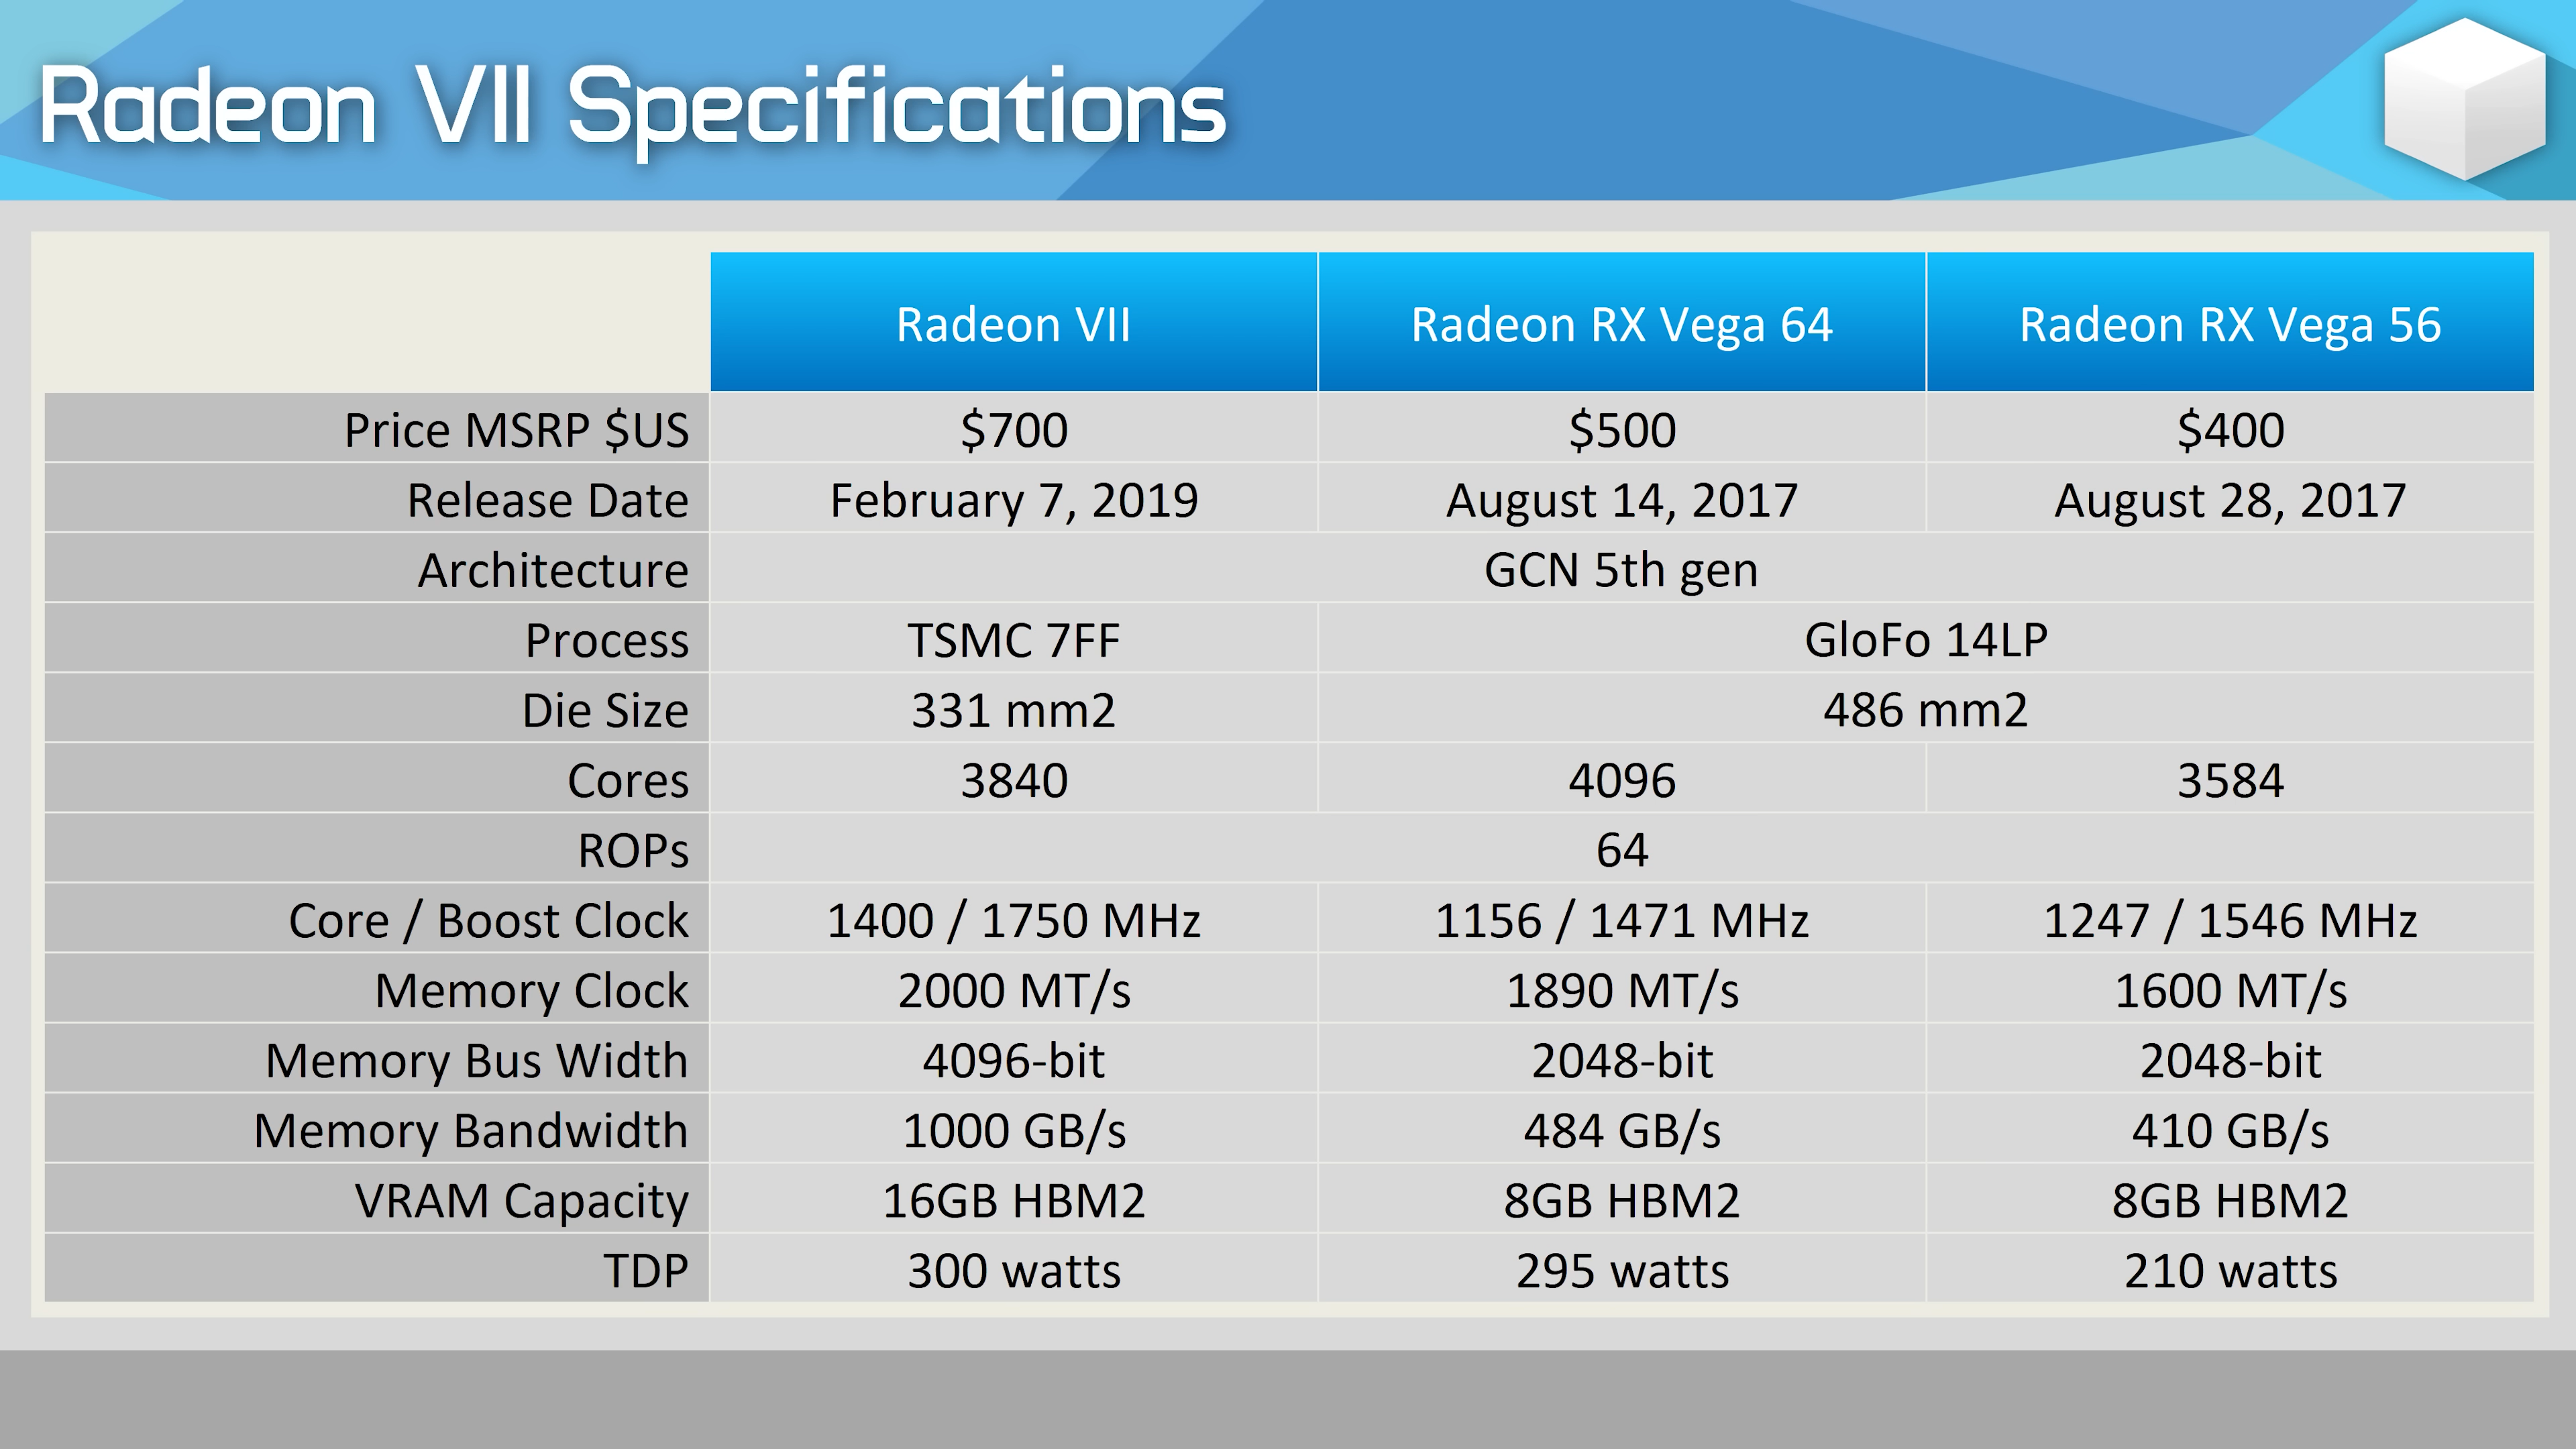 Radeon VII Specifications
Radeon VII Radeon RX Vega 64 Radeon RX Vega 56
Price MSRP $US $700 $500 $400
Release Date February 7, 2019 August 14, 2017 August 28, 2017
Architecture GCN 5th gen
Process TSMC 7FF GloFo 14LP
Die Size 331 mm2 486 mm2
Cores 3840 4096 3584
ROPs 64
Core / Boost Clock 1400 / 1750 MHz 1156 / 1471 MHz 1247 / 1546 MHz
Memory Clock 2000 MT/s 1890 MT/s 1600 MT/s
Memory Bus Width 4096-bit 2048-bit 2048-bit
Memory Bandwidth 1000 GB/s 484 GB/s 410 GB/s
VRAM Capacity 16GB HBM2 8GB HBM2 8GB HBM2
TDP 300 watts 295 watts 210 watts